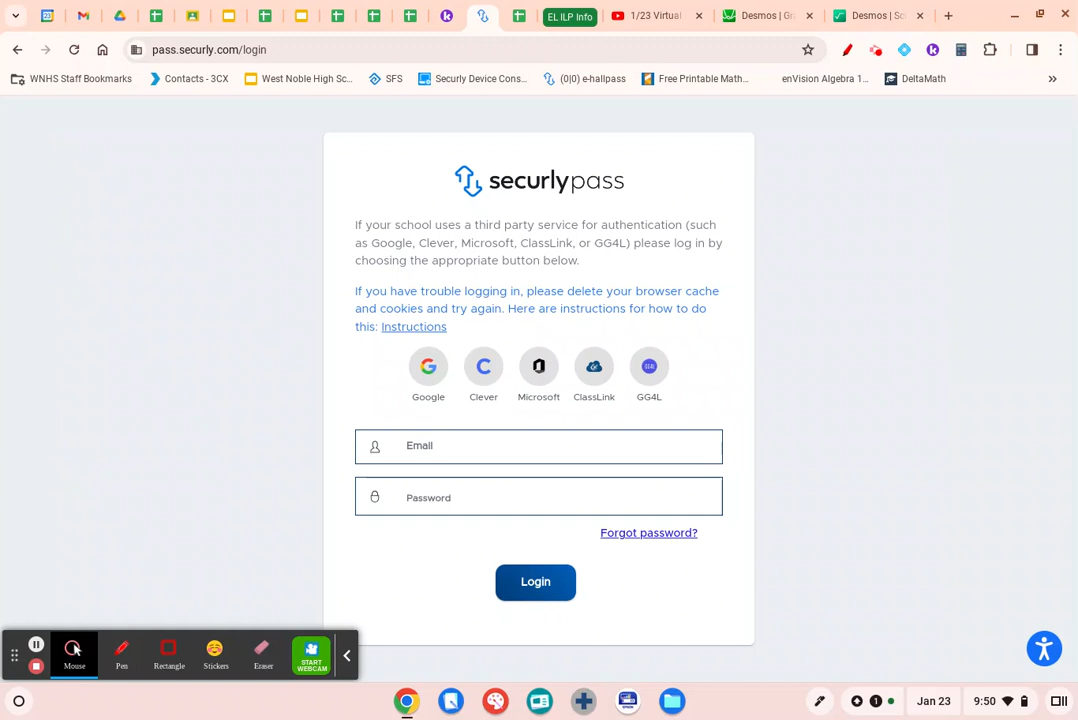 EL ILP Info
1/23 Virtual
Desmos | Gra
Desmos | Sci
pass.securly.com/login
WNHS Staff Bookmarks
Contacts - 3CX
West Noble High Sc...
SFS
Securly Device Cons...
(0|0) e-hallpass
Free Printable Math...
enVision Algebra 1...
DeltaMath
securlypass
If your school uses a third party service for authentication (such
as Google, Clever, Microsoft, ClassLink, or GG4L) please log in by
choosing the appropriate button below.
If you have trouble logging in, please delete your browser cache
and cookies and try again. Here are instructions for how to do
this: Instructions
Google
Clever
Microsoft
ClassLink
GG4L
Email
Password
Forgot password?
Login
Mouse
Pen
Rectangle
Stickers
Eraser
START
WEBCAM
1
Jan 23
9:50